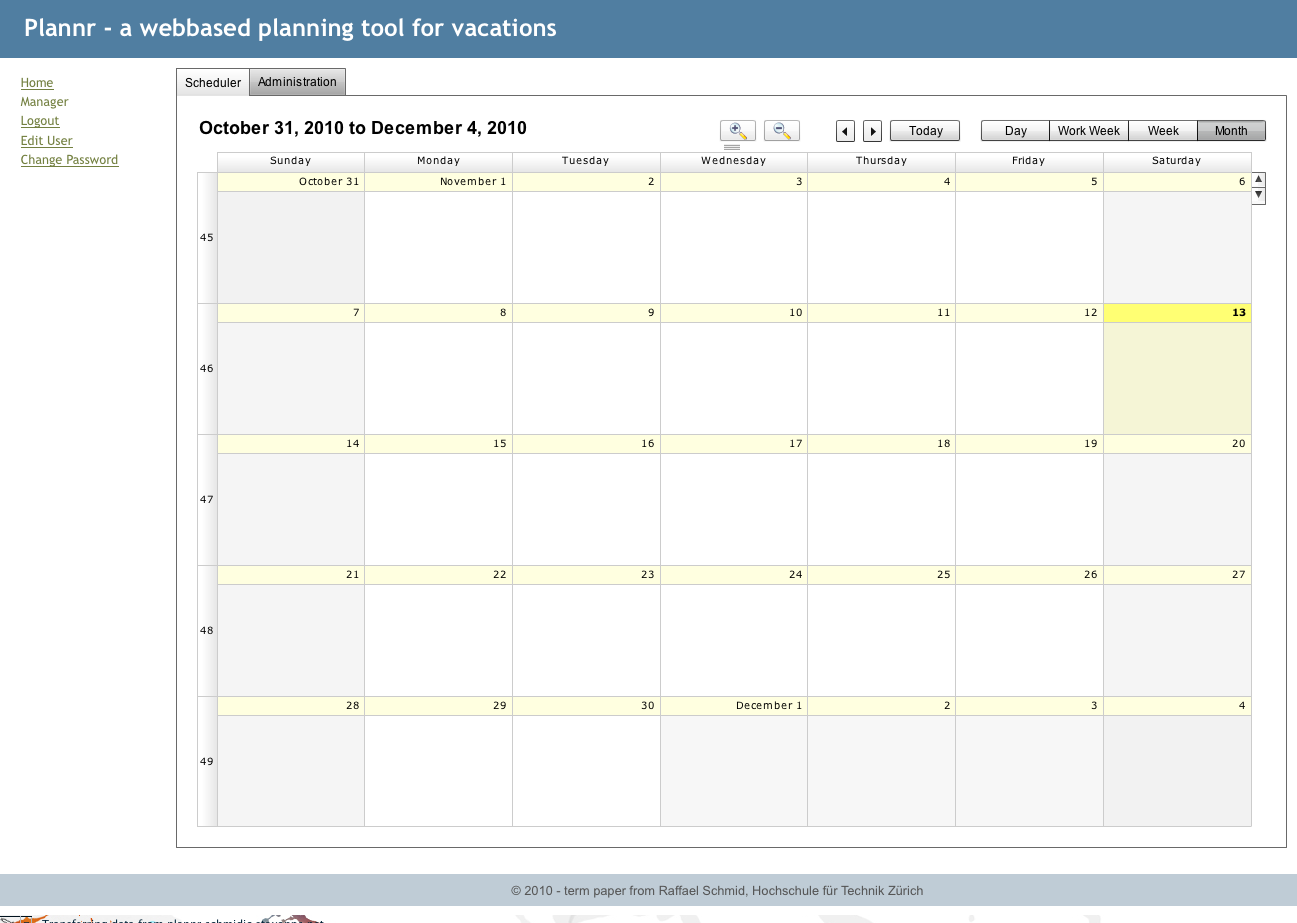 Plannr - a webbased planning tool for vacations
Home
Manager
Logout
Edit User
Change Password
Scheduler Administration
October 31, 2010 to December 4, 2010
Today Day Work Week Week Month
Sunday Monday Tuesday Wednesday Thursday Friday Saturday
October 31 November 1 2 3 4 5 6
45
7 8 9 10 11 12 13
46
14 15 16 17 18 19 20
47
21 22 23 24 25 26 27
48
28 29 30 December 1 2 3 4
49
© 2010 - term paper from Raffael Schmid, Hochschule für Technik Zürich
Transferring data from